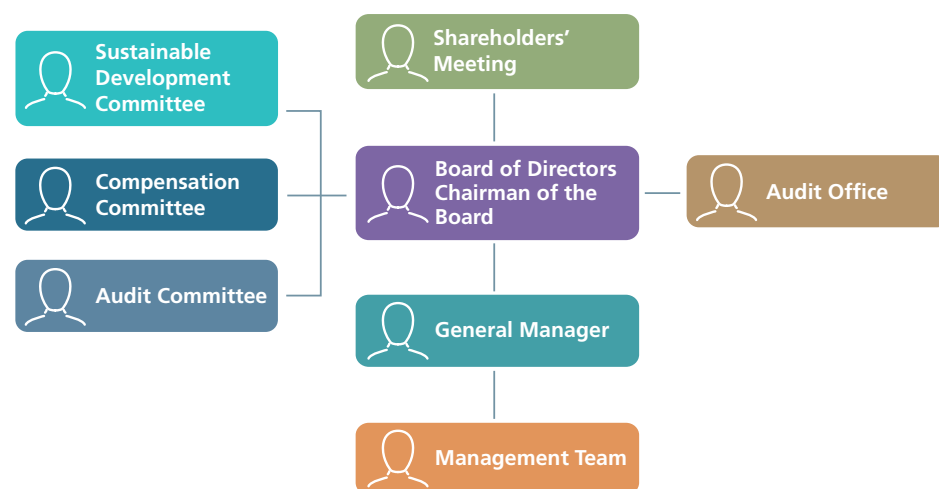 Sustainable
Development
Committee
Shareholders’
Meeting
Compensation
Committee
Board of Directors
Chairman of the
Board
Audit Office
Audit Committee
General Manager
Management Team